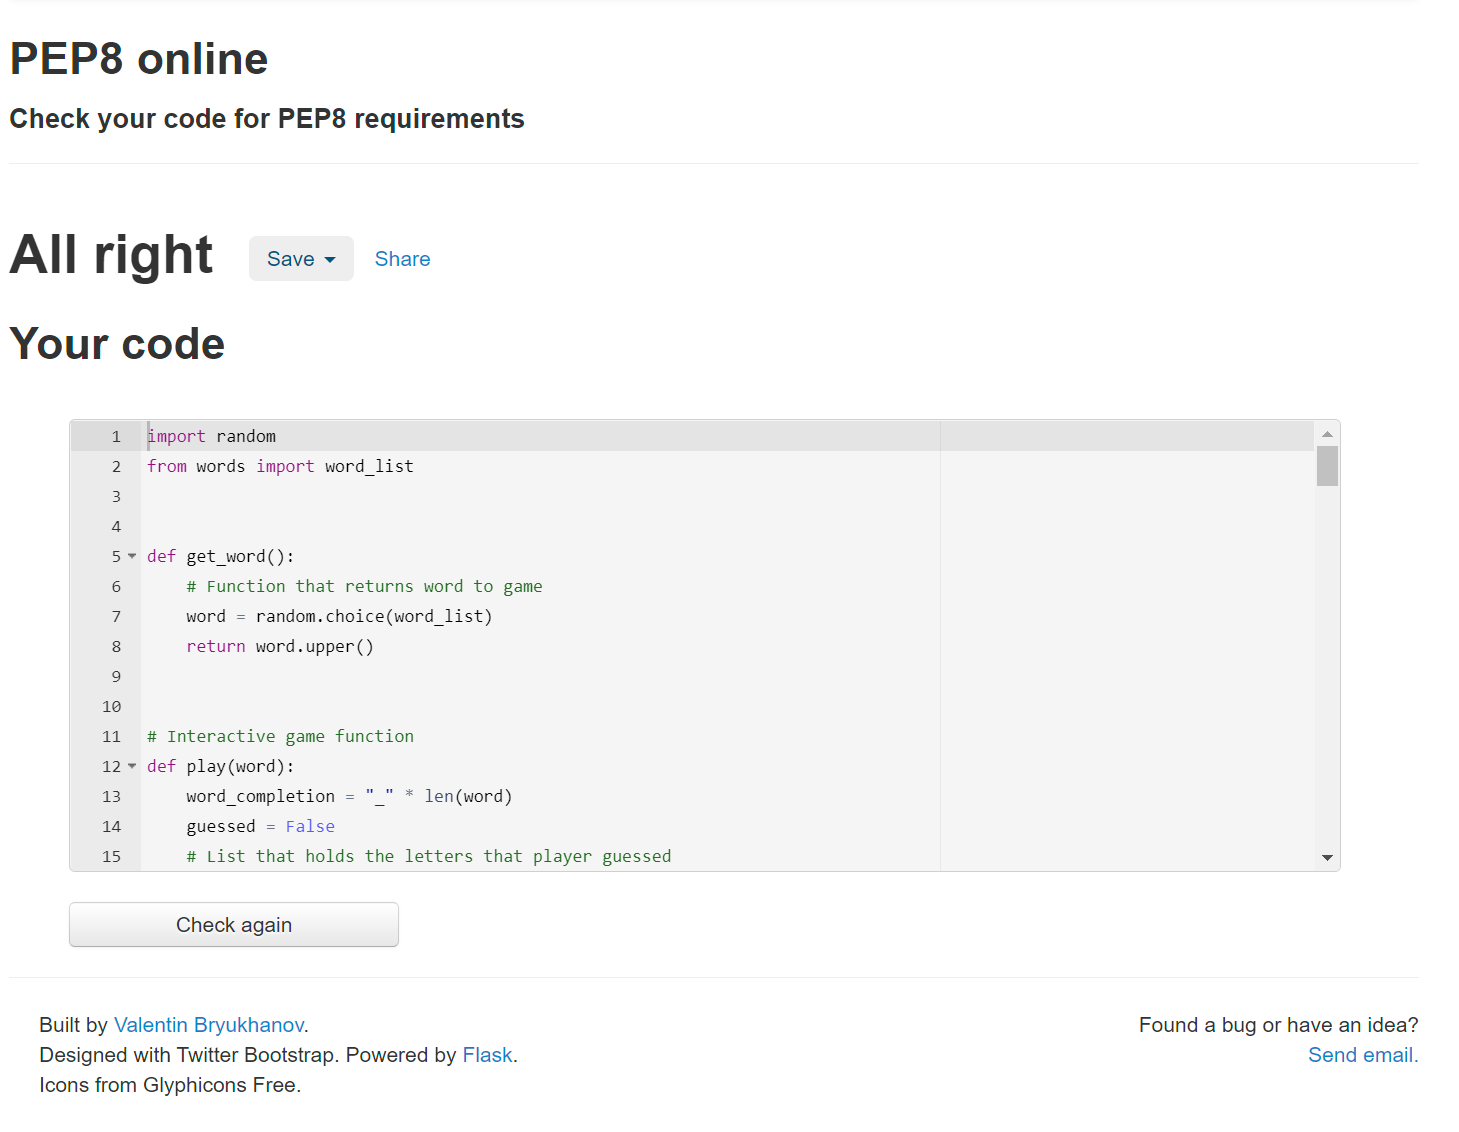 PEP8 online
Check your code for PEP8 requirements
All right Save Share
Your code
1 import random
2 from words import word_list
3
4
5 def get_word():
6     # Function that returns word to game
7     word = random.choice(word_list)
8     return word.upper()
9
10
11 # Interactive game function
12 def play(word):
13     word_completion = "_" * len(word)
14     guessed = False
15     # List that holds the letters that player guessed
Check again
Built by Valentin Bryukhanov.
Designed with Twitter Bootstrap. Powered by Flask.
Icons from Glyphicons Free.
Found a bug or have an idea?
Send email.